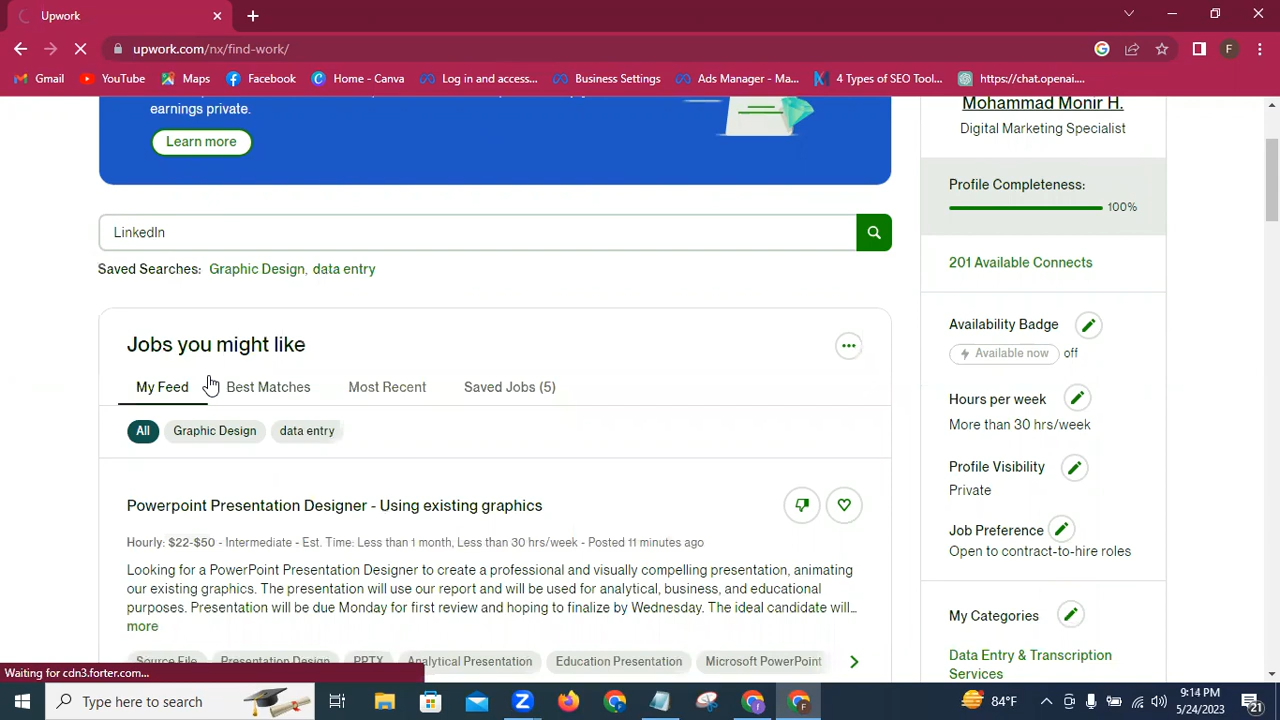 Upwork
upwork.com/nx/find-work/
F
Gmail
YouTube
Maps
Facebook
Home - Canva
Log in and access...
Business Settings
Ads Manager - Ma...
4 Types of SEO Tool...
https://chat.openai....
earnings private.
Learn more
LinkedIn
Saved Searches: Graphic Design, data entry
Jobs you might like
My Feed
Best Matches
Most Recent
Saved Jobs (5)
All
Graphic Design
data entry
Powerpoint Presentation Designer - Using existing graphics
Hourly: $22-$50 - Intermediate - Est. Time: Less than 1 month, Less than 30 hrs/week - Posted 11 minutes ago
Looking for a PowerPoint Presentation Designer to create a professional and visually compelling presentation, animating
our existing graphics. The presentation will use our report and will be used for analytical, business, and educational
purposes. Presentation will be due Monday for first review and hoping to finalize by Wednesday. The ideal candidate will...
more
Source File
Presentation Design
PPTX
Analytical Presentation
Education Presentation
Microsoft PowerPoint
Mohammad Monir H.
Digital Marketing Specialist
Profile Completeness:
100%
201 Available Connects
Availability Badge
Available now off
Hours per week
More than 30 hrs/week
Profile Visibility
Private
Job Preference
Open to contract-to-hire roles
My Categories
Data Entry & Transcription
Services
Waiting for cdn3.forter.com...
Type here to search
84°F
9:14 PM
5/24/2023
21